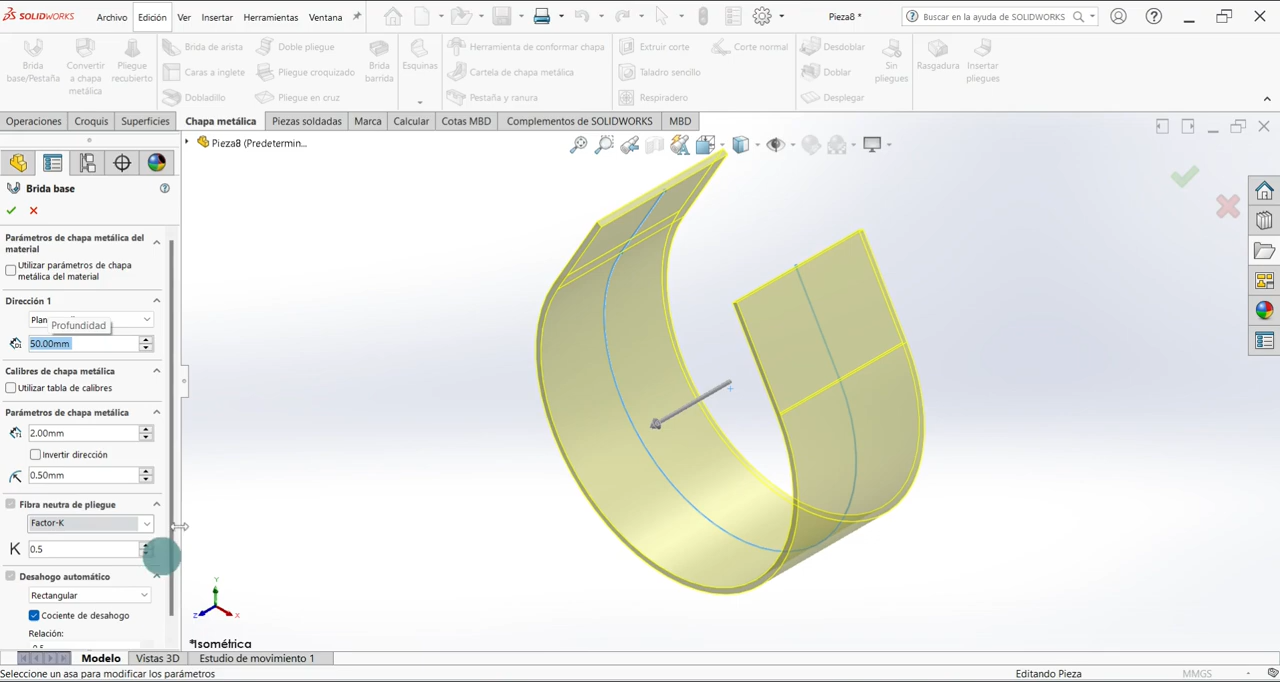 SOLIDWORKS
Archivo
Edición
Ver
Insertar
Herramientas
Ventana
Pieza8 *
Buscar en la ayuda de SOLIDWORKS
Brida base/Pestaña
Convertir a chapa metálica
Pliegue recubierto
Brida de arista
Caras a inglete
Dobladillo
Doble pliegue
Pliegue croquizado
Pliegue en cruz
Brida barrida
Esquinas
Herramienta de conformar chapa
Cartela de chapa metálica
Pestaña y ranura
Extruir corte
Taladro sencillo
Respiradero
Corte normal
Desdoblar
Doblar
Desplegar
Sin pliegues
Rasgadura
Insertar pliegues
Operaciones
Croquis
Superficies
Chapa metálica
Piezas soldadas
Marca
Calcular
Cotas MBD
Complementos de SOLIDWORKS
MBD
Pieza8 (Predetermin...
Brida base
Parámetros de chapa metálica del
material
Utilizar parámetros de chapa
metálica del material
Dirección 1
Plan
Profundidad
50.00mm
Calibres de chapa metálica
Utilizar tabla de calibres
Parámetros de chapa metálica
2.00mm
Invertir dirección
0.50mm
Fibra neutra de pliegue
Factor-K
K
0.5
Desahogo automático
Rectangular
Cociente de desahogo
Relación:
Y
Z
X
*Isométrica
Modelo
Vistas 3D
Estudio de movimiento 1
Seleccione un asa para modificar los parámetros
Editando Pieza
MMGS